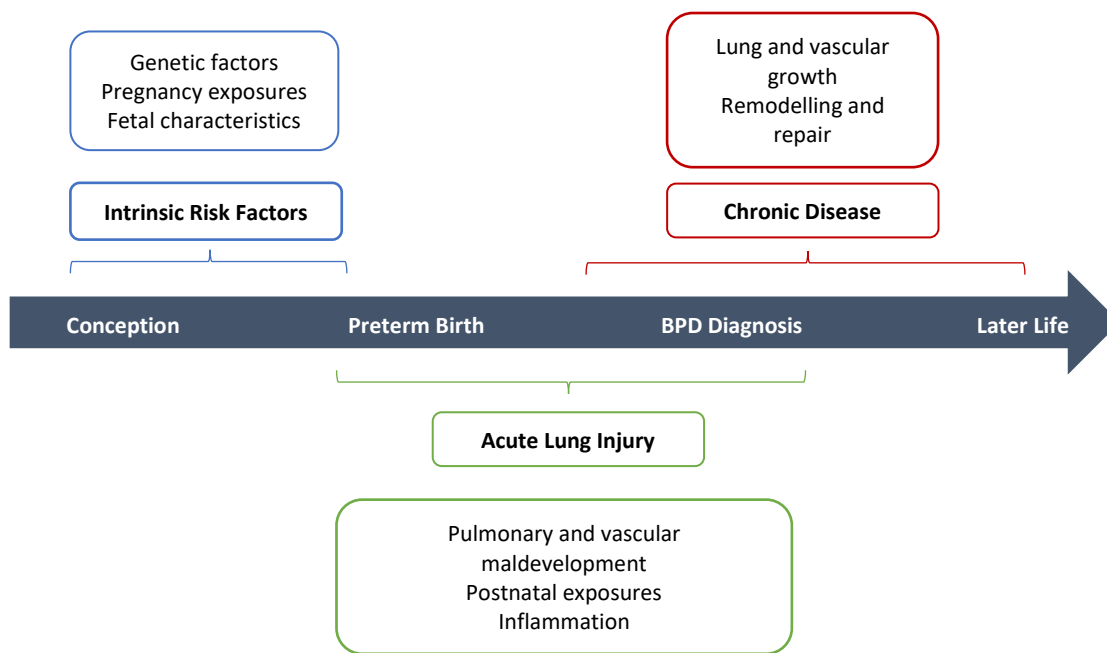 Genetic factors
Pregnancy exposures
Fetal characteristics
Lung and vascular
growth
Remodelling and
repair
Intrinsic Risk Factors
Chronic Disease
Conception
Preterm Birth
BPD Diagnosis
Later Life
Acute Lung Injury
Pulmonary and vascular
maldevelopment
Postnatal exposures
Inflammation